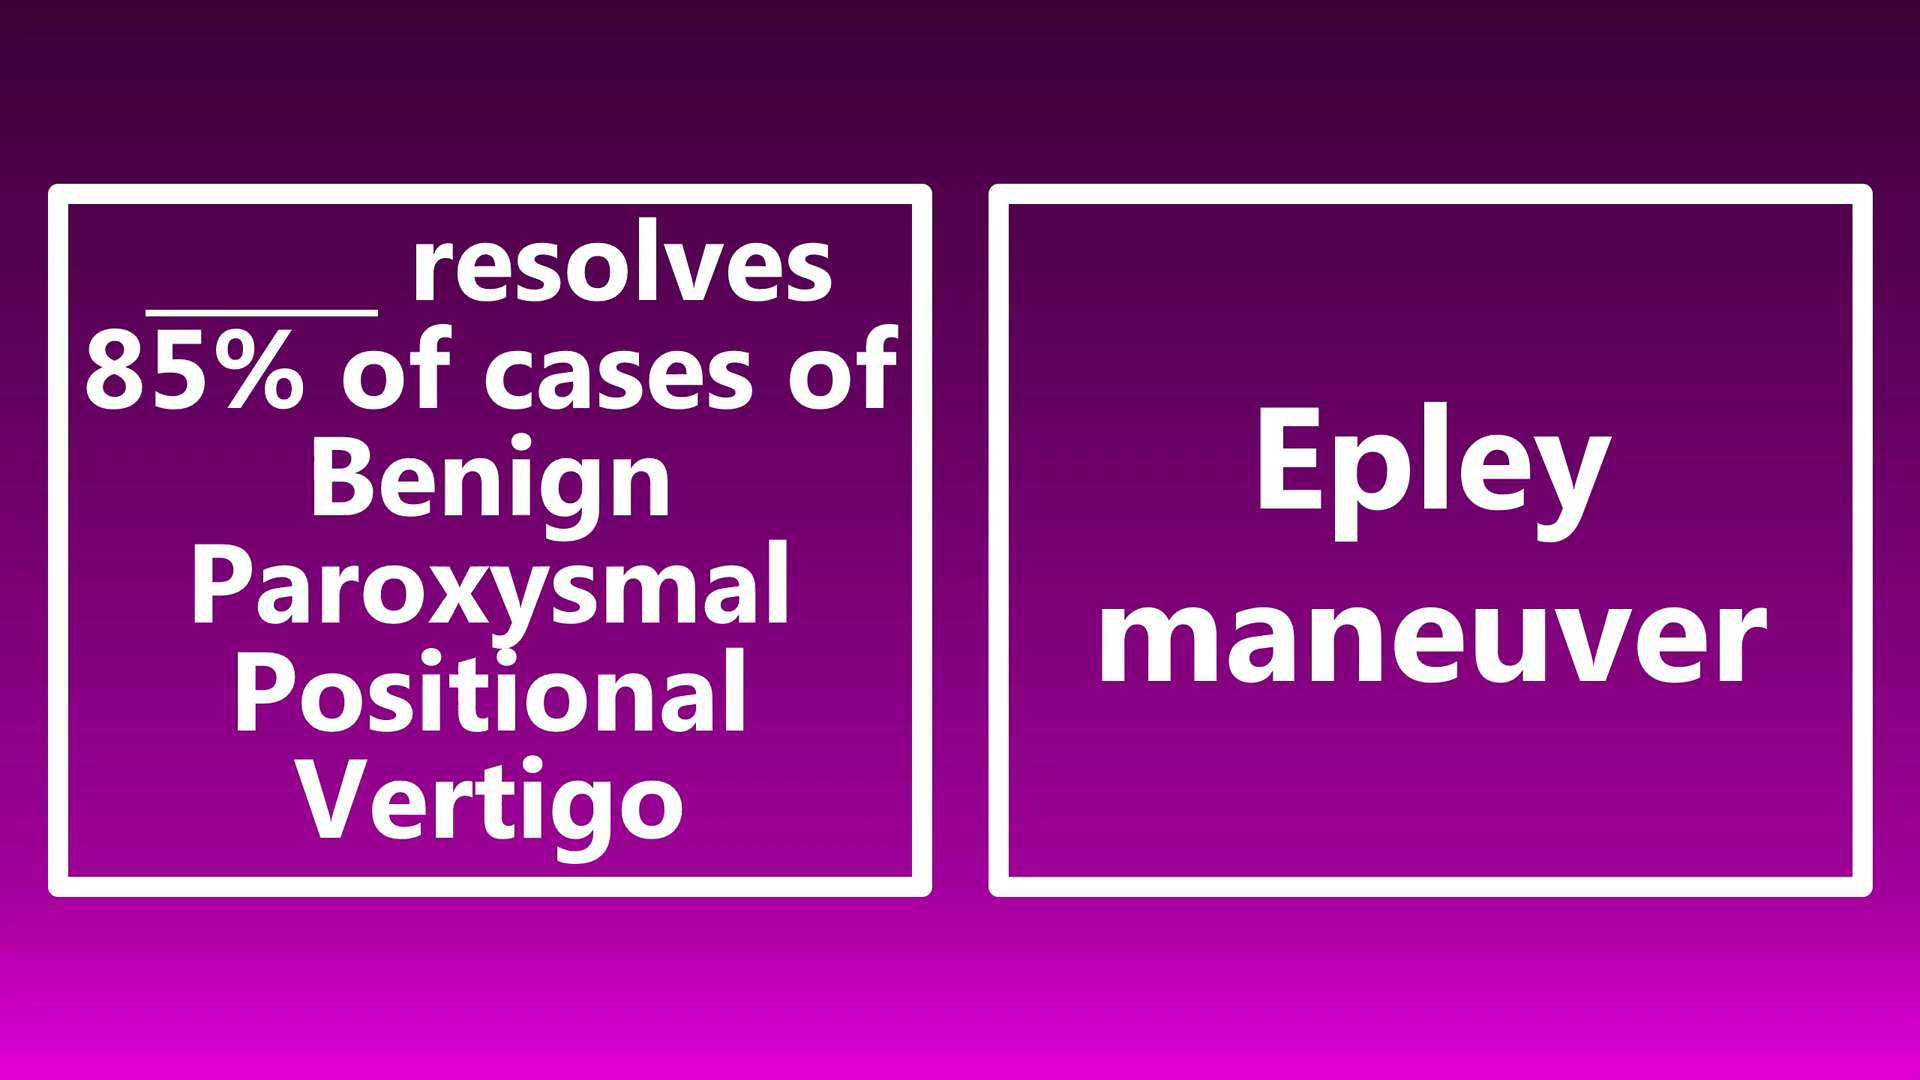 ______ resolves
85% of cases of
Benign
Paroxysmal
Positional
Vertigo
Epley
maneuver